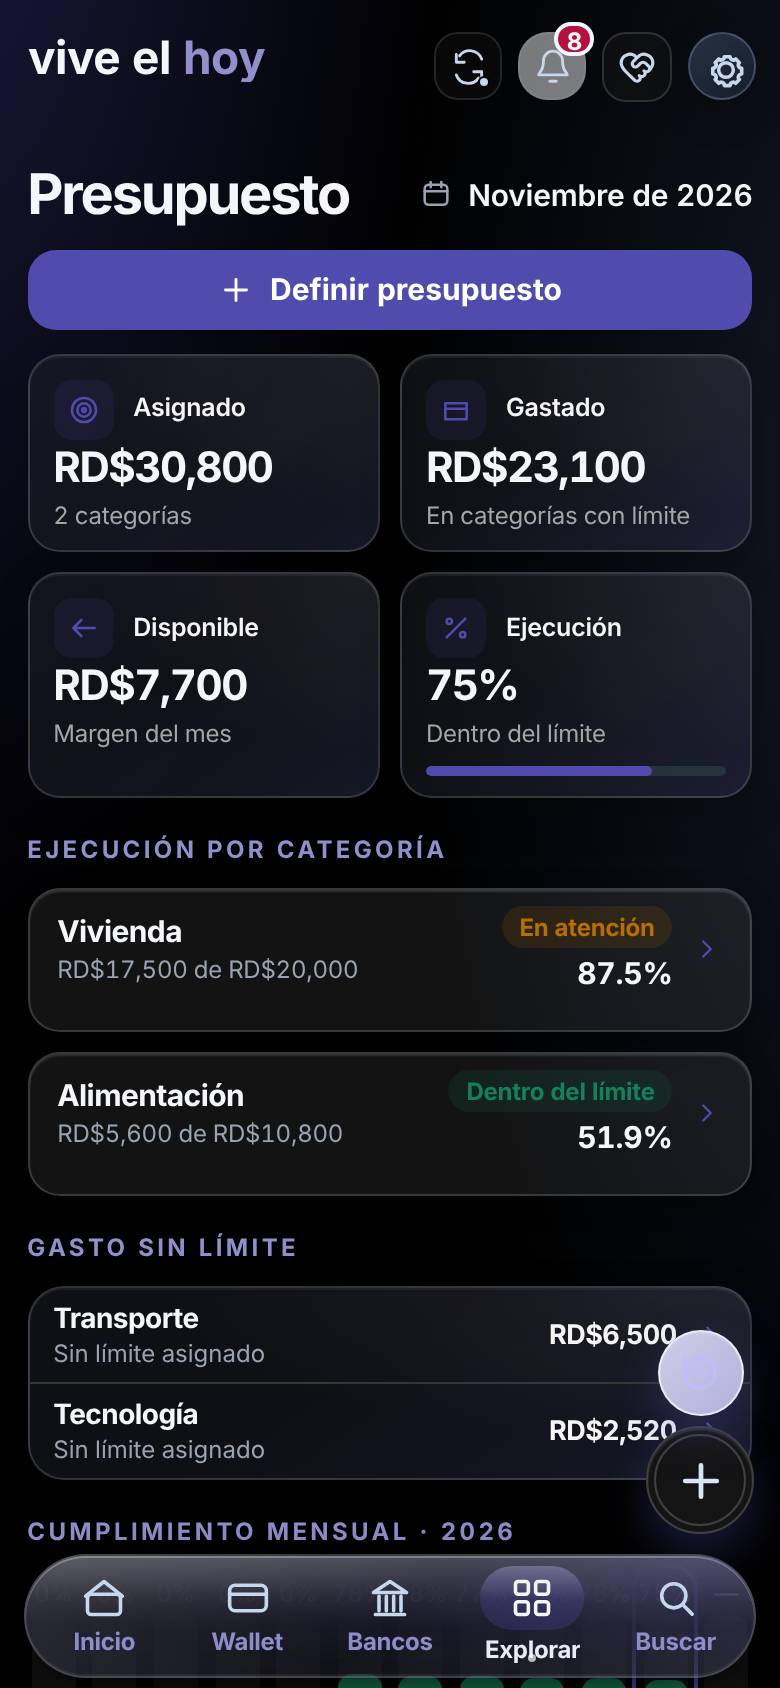 vive el hoy
8
Presupuesto
Noviembre de 2026
Definir presupuesto
Asignado
RD$30,800
2 categorías
Gastado
RD$23,100
En categorías con límite
Disponible
RD$7,700
Margen del mes
Ejecución
75%
Dentro del límite
EJECUCIÓN POR CATEGORÍA
Vivienda
En atención
RD$17,500 de RD$20,000
87.5%
Alimentación
Dentro del límite
RD$5,600 de RD$10,800
51.9%
GASTO SIN LÍMITE
Transporte
RD$6,500
Sin límite asignado
Tecnología
RD$2,520
Sin límite asignado
CUMPLIMIENTO MENSUAL · 2026
Inicio
Wallet
Bancos
Explorar
Buscar